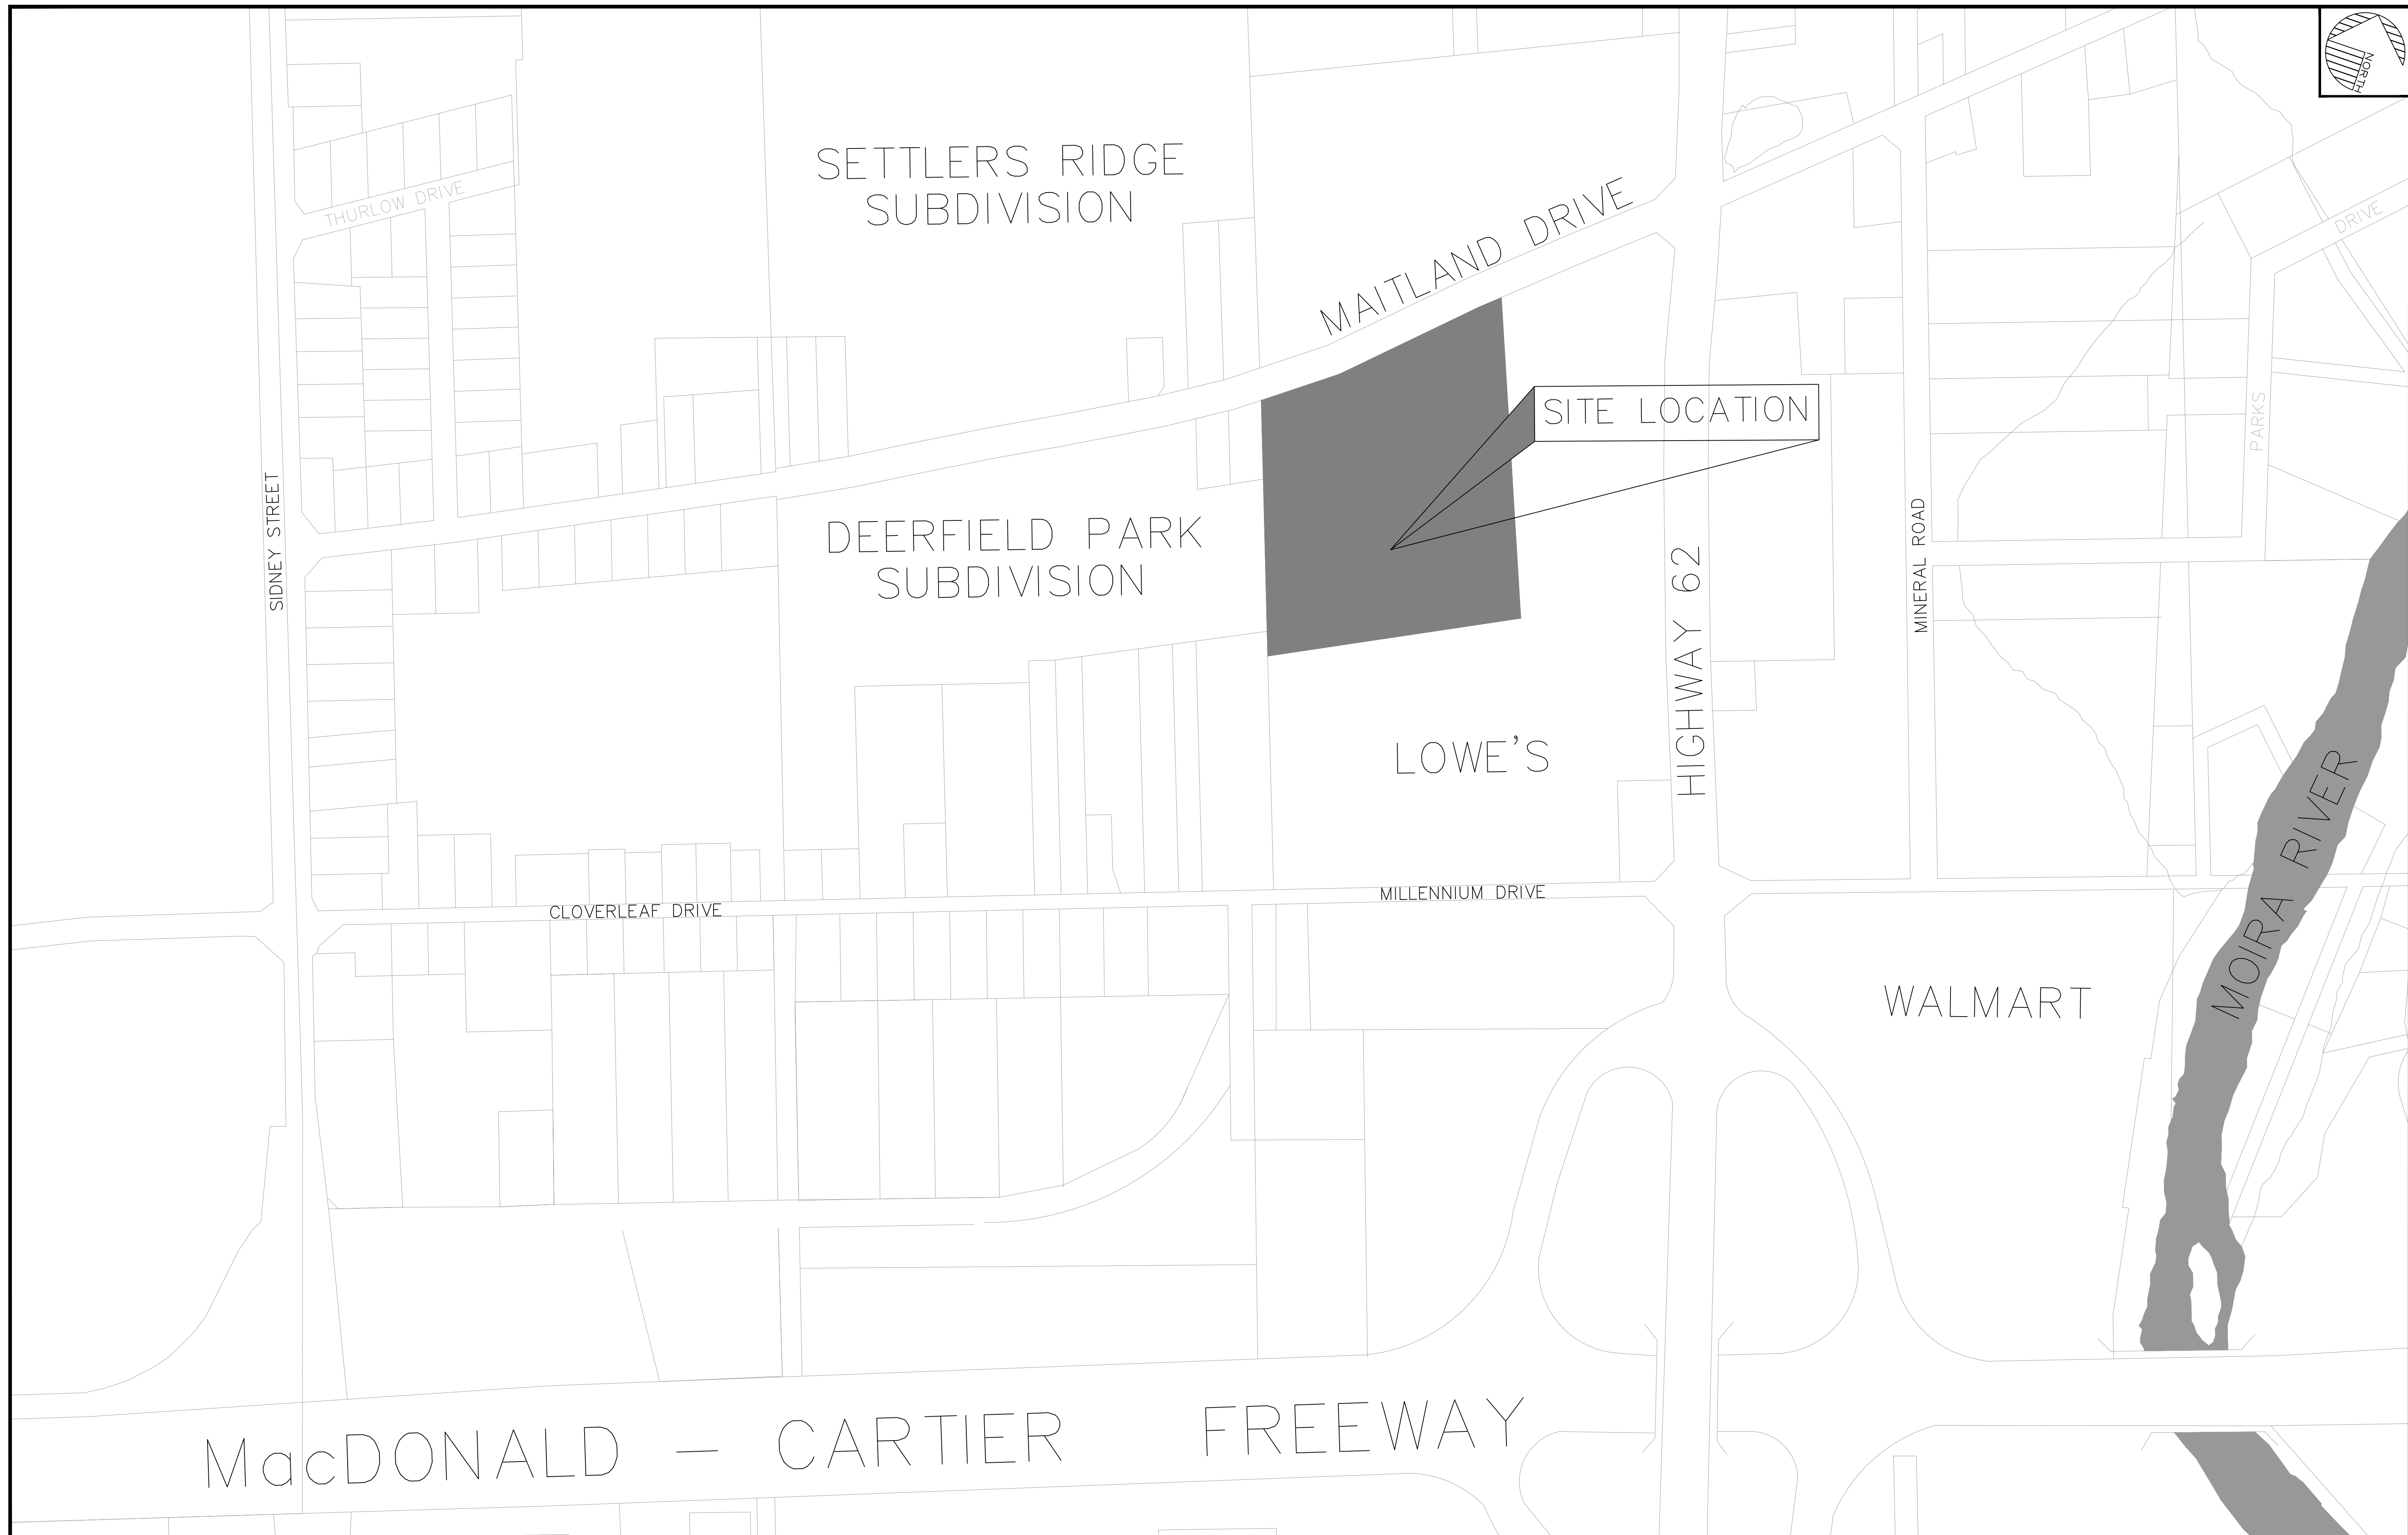 NORTH
SETTLERS RIDGE
SUBDIVISION
THURLOW DRIVE
MAITLAND DRIVE
DRIVE
SITE LOCATION
PARKS
SIDNEY STREET
DEERFIELD PARK
SUBDIVISION
HIGHWAY 62
MINERAL ROAD
LOWE'S
MOIRA RIVER
CLOVERLEAF DRIVE
MILLENNIUM DRIVE
WALMART
MacDONALD - CARTIER FREEWAY